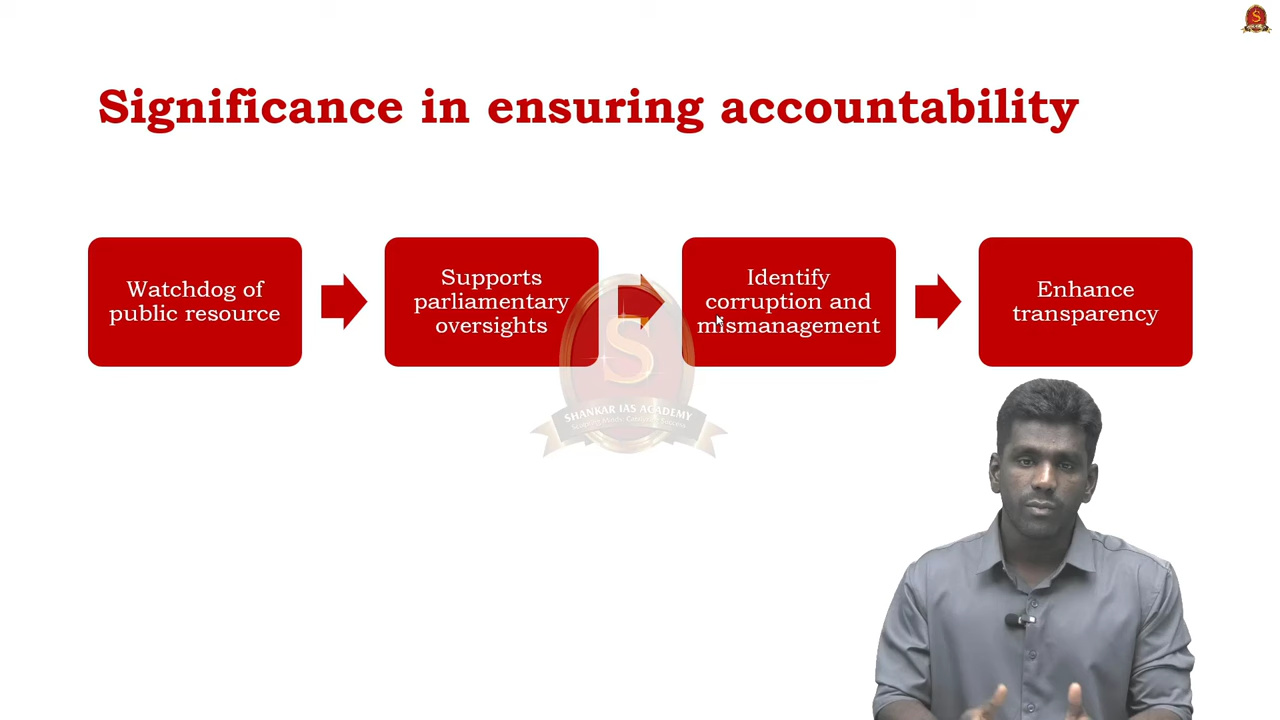 Significance in ensuring accountability
Watchdog of
public resource
Supports
parliamentary
oversights
Identify
corruption and
mismanagement
Enhance
transparency
S
SHANKAR IAS ACADEMY